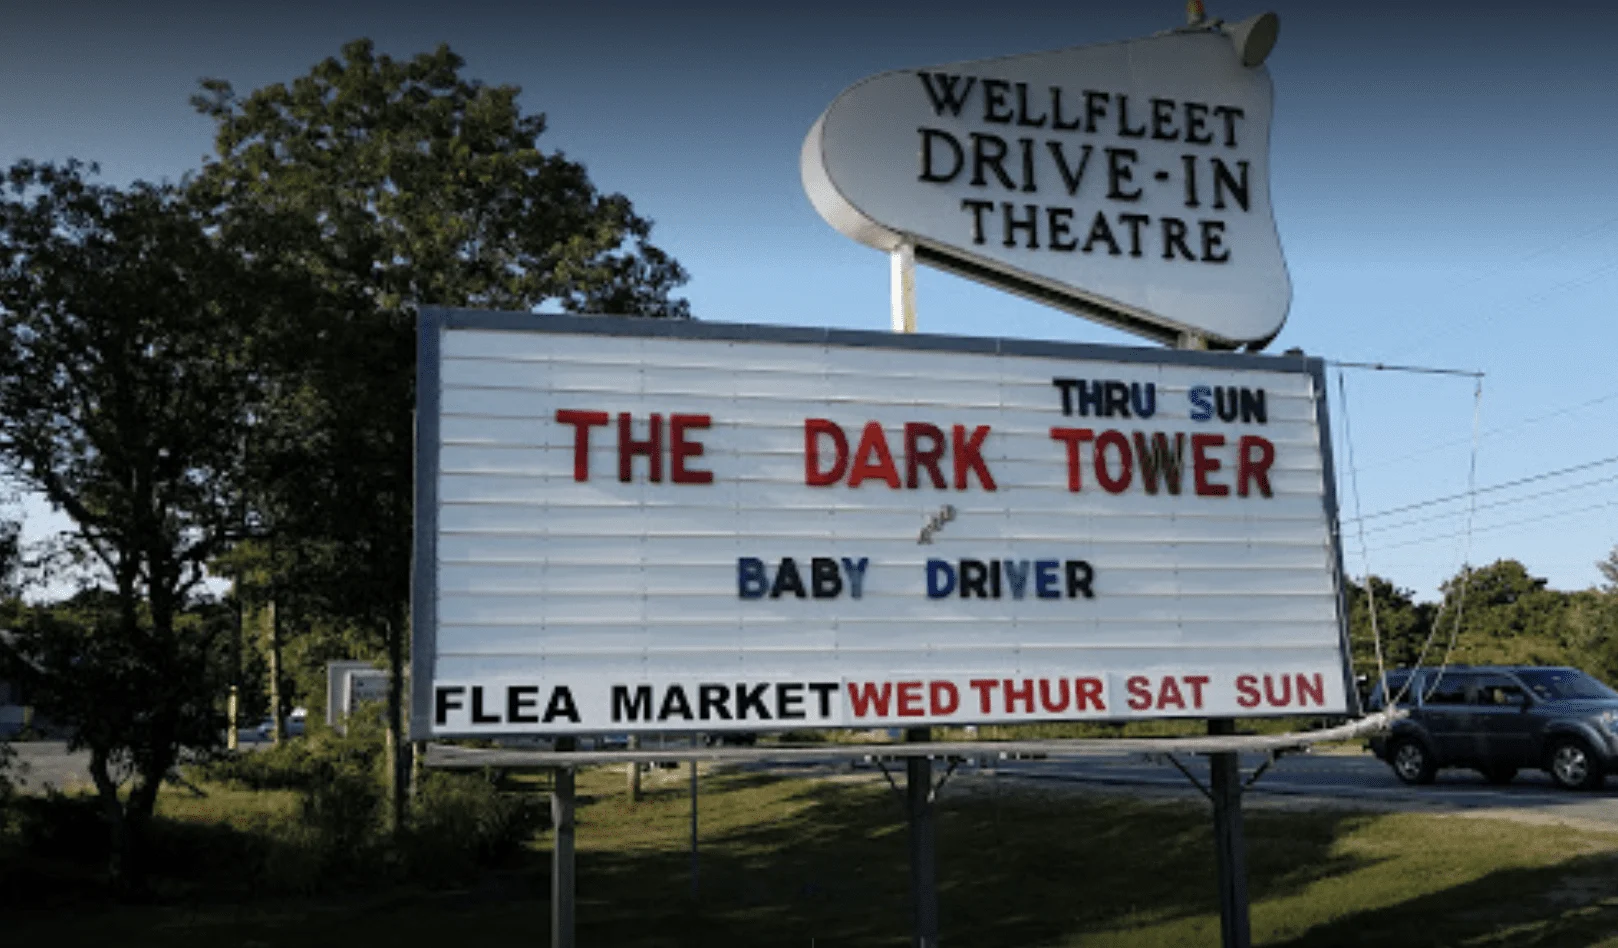 WELLFLEET
DRIVE-IN
THEATRE
THRU SUN
THE DARK TOWER
BABY DRIVER
FLEA MARKET WED THUR SAT SUN